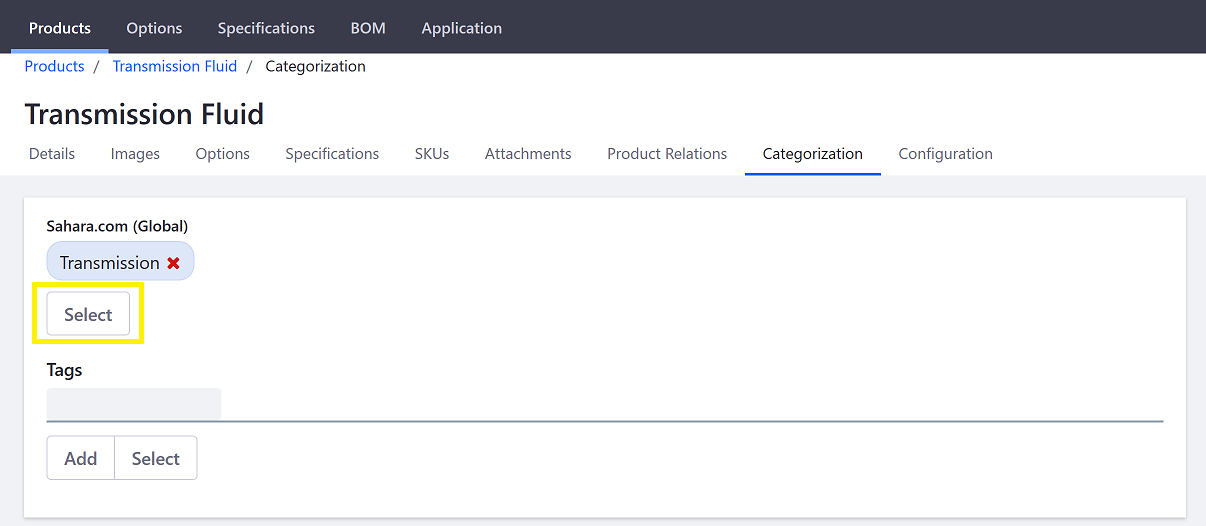 Products Options Specifications BOM Application
Products / Transmission Fluid / Categorization
Transmission Fluid
Details Images Options Specifications SKUs Attachments Product Relations Categorization Configuration
Sahara.com (Global)
Transmission
Select
Tags
Add Select